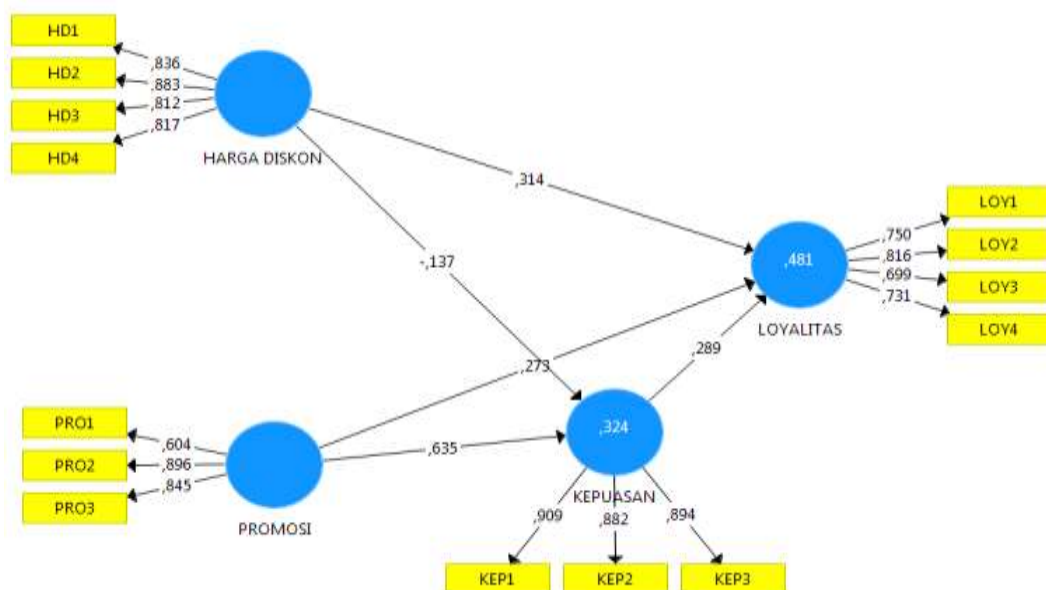 HD1
HD2
HD3
HD4
,836
,883
,812
,817
HARGA DISKON
,314
-,137
,481
LOYALITAS
,750
,816
,699
,731
LOY1
LOY2
LOY3
LOY4
,273
,289
PRO1
PRO2
PRO3
,604
,896
,845
PROMOSI
,635
,324
KEPUASAN
,909
,882
,894
KEP1
KEP2
KEP3